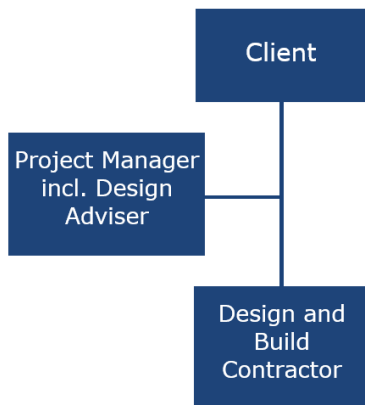 Client
Project Manager
incl. Design
Adviser
Design and
Build
Contractor